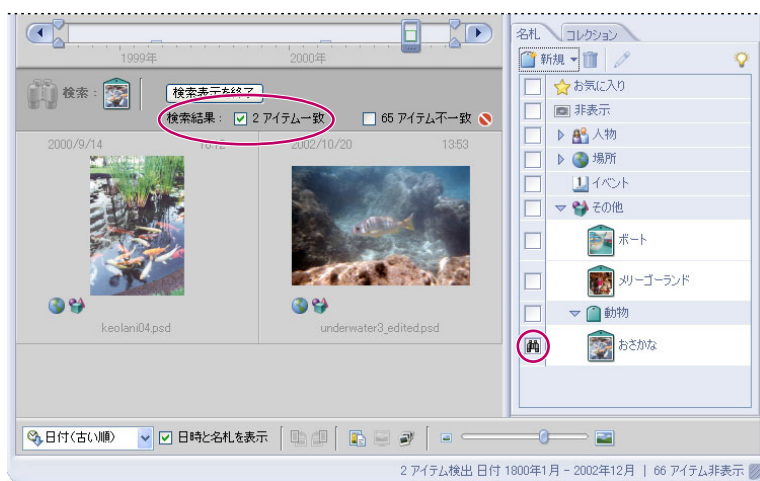 1999年
2000年
検索：
検索表示を終了
検索結果： 2 アイテム一致 65 アイテム不一致
2000/9/14
2002/10/20 13:53
keolani04.psd
underwater3_edited.psd
名札 コレクション
新規
お気に入り
非表示
人物
場所
イベント
その他
ボート
メリーゴーランド
動物
おさかな
日付(古い順) 日時と名札を表示
2 アイテム検出 日付 1800年1月 - 2002年12月 | 66 アイテム非表示